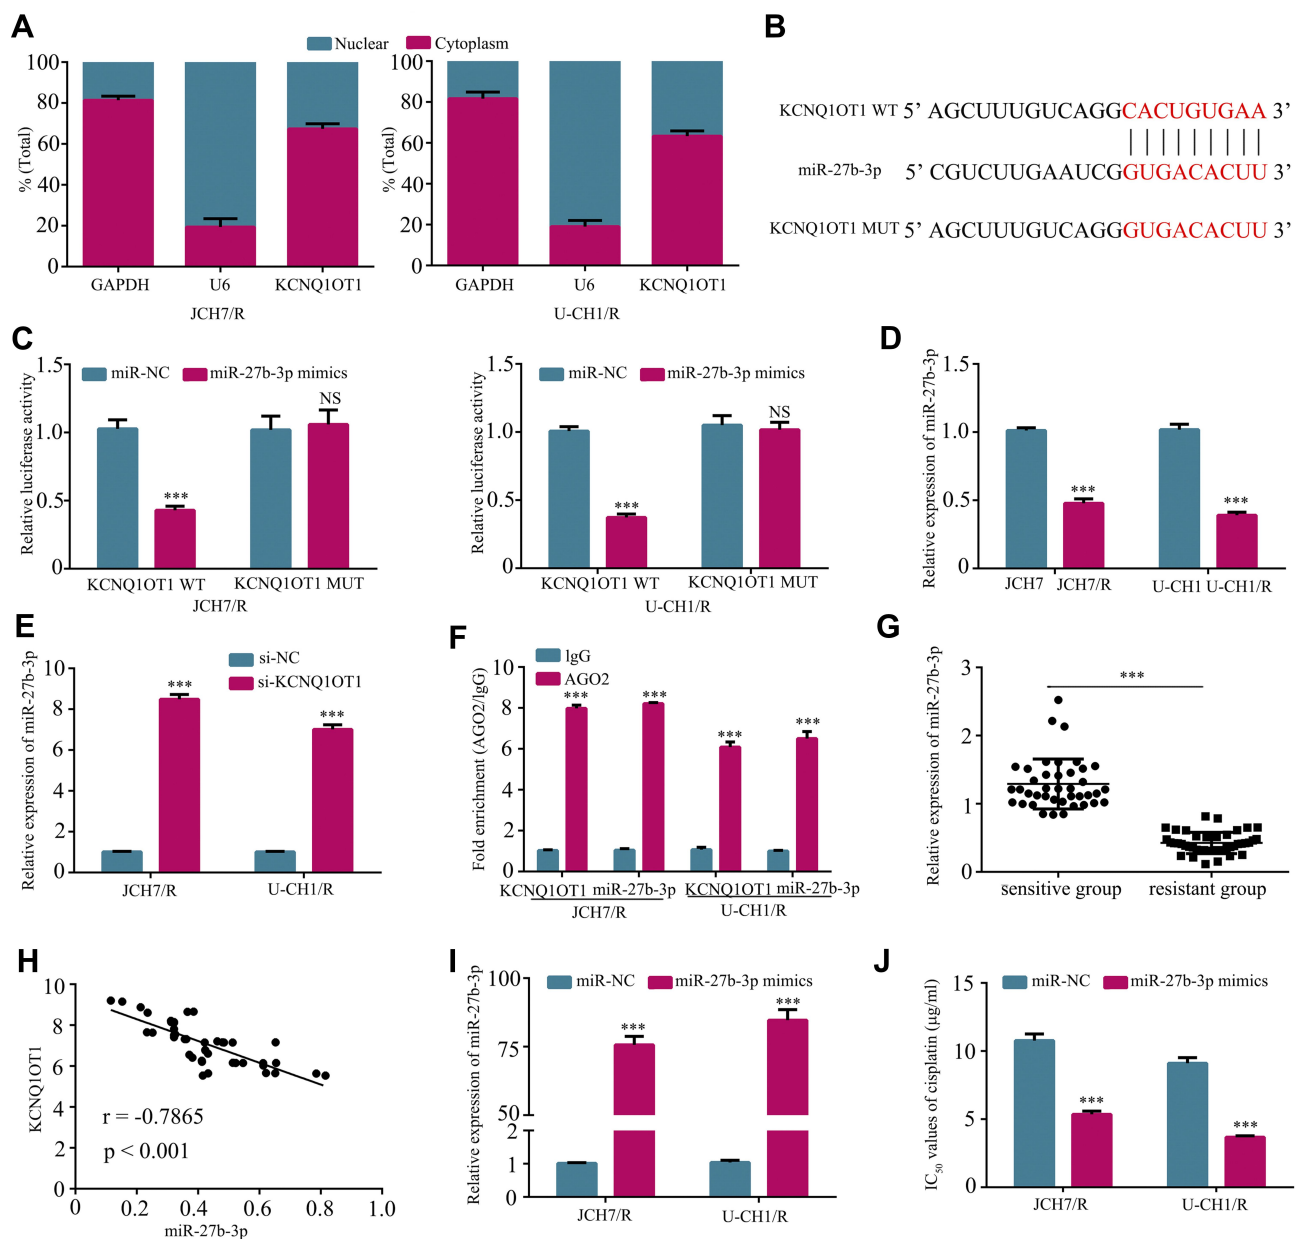 A
Nuclear Cytoplasm
% (Total)
100
80
60
40
20
0
GAPDH U6 KCNQ1OT1
JCH7/R
% (Total)
100
80
60
40
20
0
GAPDH U6 KCNQ1OT1
U-CH1/R
B
KCNQ1OT1 WT 5’ AGCUUUGUCAGGCACUGUGAA 3’
miR-27b-3p 5’ CGUCUUGAAUCGGUGACACUU 3’
KCNQ1OT1 MUT 5’ AGCUUUGUCAGGGUGACACUU 3’
C
Relative luciferase activity
miR-NC miR-27b-3p mimics
1.5
1.0
0.5
0
***
NS
KCNQ1OT1 WT KCNQ1OT1 MUT
JCH7/R
Relative luciferase activity
miR-NC miR-27b-3p mimics
1.5
1.0
0.5
0
***
NS
KCNQ1OT1 WT KCNQ1OT1 MUT
U-CH1/R
D
Relative expression of miR-27b-3p
1.5
1.0
0.5
0
***
***
JCH7 JCH7/R U-CH1 U-CH1/R
E
Relative expression of miR-27b-3p
si-NC
si-KCNQ1OT1
10
8
6
4
2
0
***
***
JCH7/R U-CH1/R
F
Fold enrichment (AGO2/lgG)
lgG
AGO2
10
8
6
4
2
0
*** ***
*** ***
KCNQ1OT1 miR-27b-3p KCNQ1OT1 miR-27b-3p
JCH7/R U-CH1/R
G
Relative expression of miR-27b-3p
3
2
1
0
***
sensitive group resistant group
H
KCNQ1OT1
10
8
6
4
2
0
r = -0.7865
p < 0.001
0 0.2 0.4 0.6 0.8 1.0
miR-27b-3p
I
Relative expression of miR-27b-3p
miR-NC miR-27b-3p mimics
100
75
50
2
1
0
***
***
JCH7/R U-CH1/R
J
IC50 values of cisplatin (μg/ml)
miR-NC miR-27b-3p mimics
15
10
5
0
***
***
JCH7/R U-CH1/R